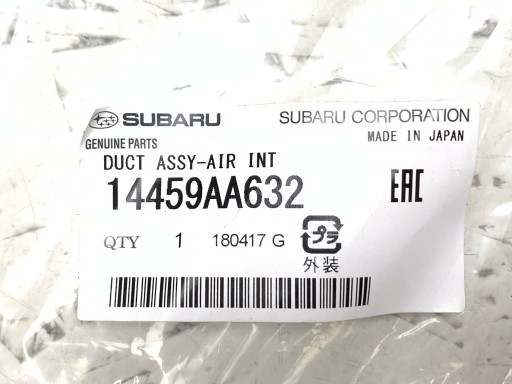 SUBARU SUBARU CORPORATION
GENUINE PARTS MADE IN JAPAN
DUCT ASSY-AIR INT
14459AA632 EAC
QTY 1 180417 G プラ
外装